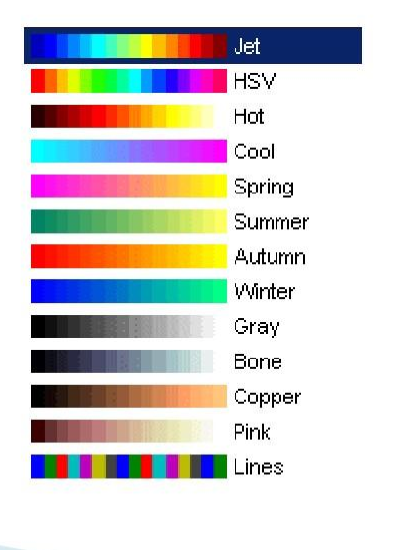 Jet
HSV
Hot
Cool
Spring
Summer
Autumn
Winter
Gray
Bone
Copper
Pink
Lines